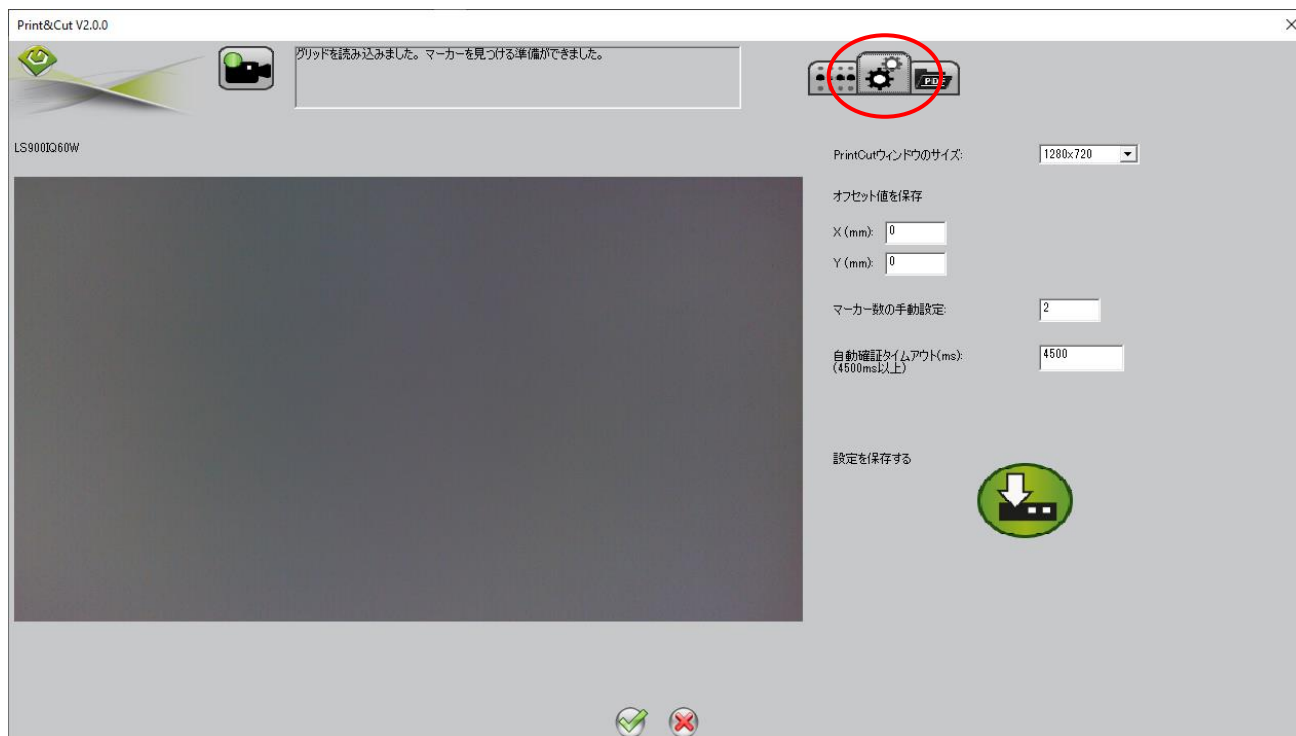 Print&Cut V2.0.0
グリッドを読み込みました。マーカーを見つける準備ができました。
PDF
LS900IQ60W
PrintCutウィンドウのサイズ: 1280x720
オフセット値を保存
X (mm): 0
Y (mm): 0
マーカー数の手動設定: 2
自動確証タイムアウト(ms): 4500
(4500ms以上)
設定を保存する